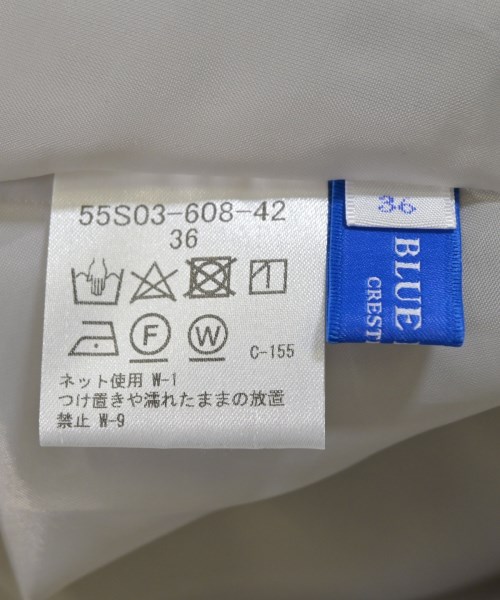 55S03-608-42
36
F
W
C-155
ネット使用 W-1
つけ置きや濡れたままの放置
禁止 W-9
36
BLUE
CREST